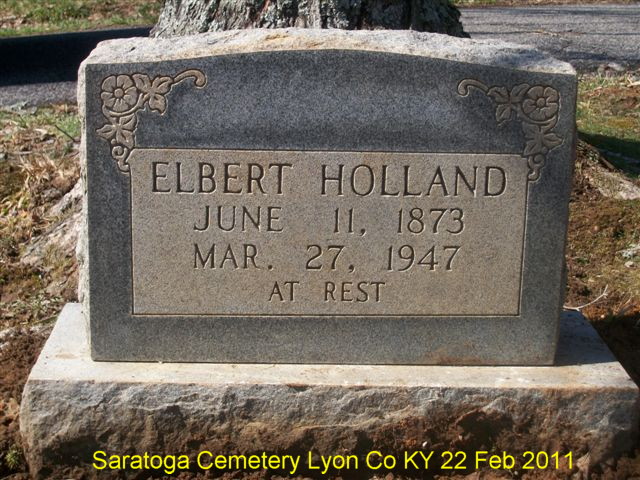 ELBERT HOLLAND
JUNE 11, 1873
MAR. 27, 1947
AT REST
Saratoga Cemetery Lyon Co KY 22 Feb 2011